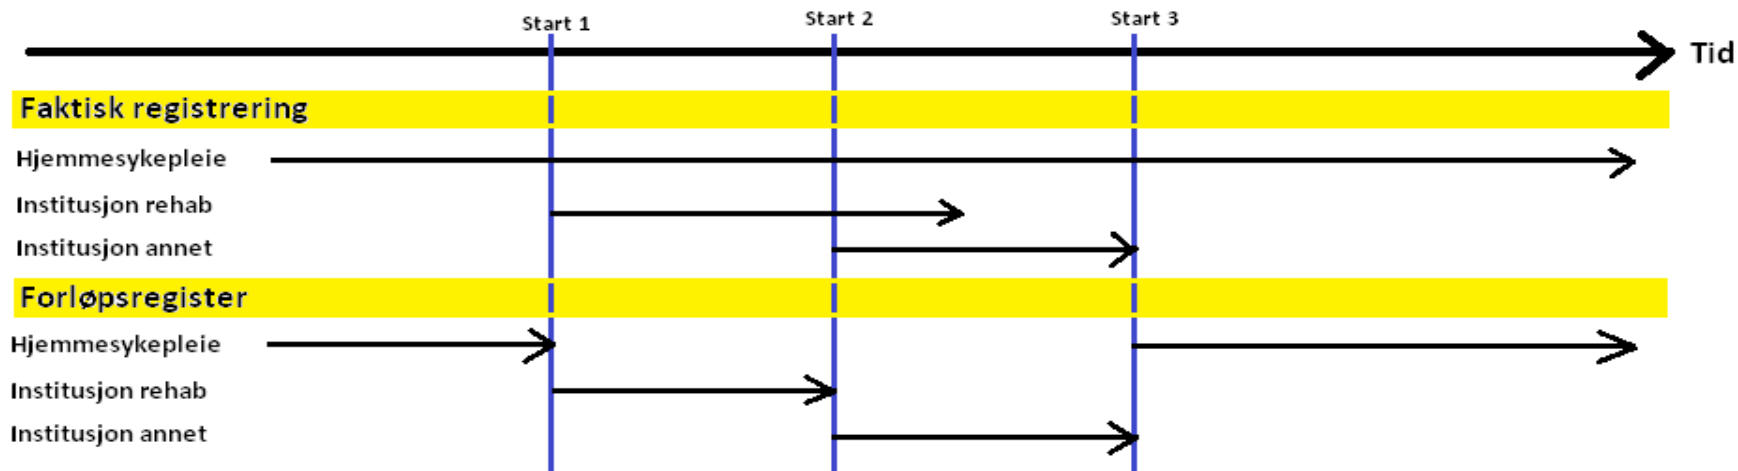 Start 1
Start 2
Start 3
Tid
Faktisk registrering
Hjemmesykepleie
Institusjon rehab
Institusjon annet
Forløpsregister
Hjemmesykepleie
Institusjon rehab
Institusjon annet